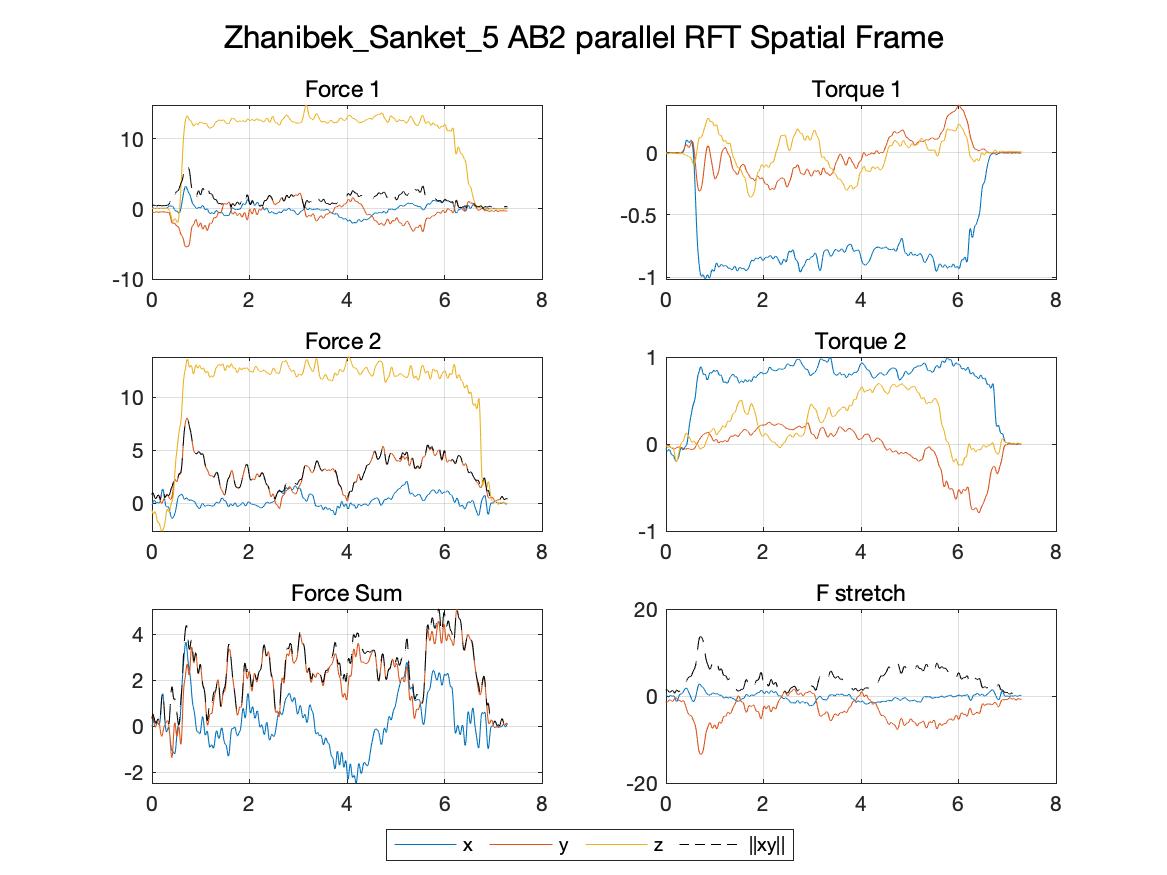 Zhanibek_Sanket_5 AB2 parallel RFT Spatial Frame
Force 1
10
0
-10
0 2 4 6 8
Torque 1
0
-0.5
-1
0 2 4 6 8
Force 2
10
5
0
0 2 4 6 8
Torque 2
1
0
-1
0 2 4 6 8
Force Sum
4
2
0
-2
0 2 4 6 8
F stretch
20
0
-20
0 2 4 6 8
x y z ||xy||